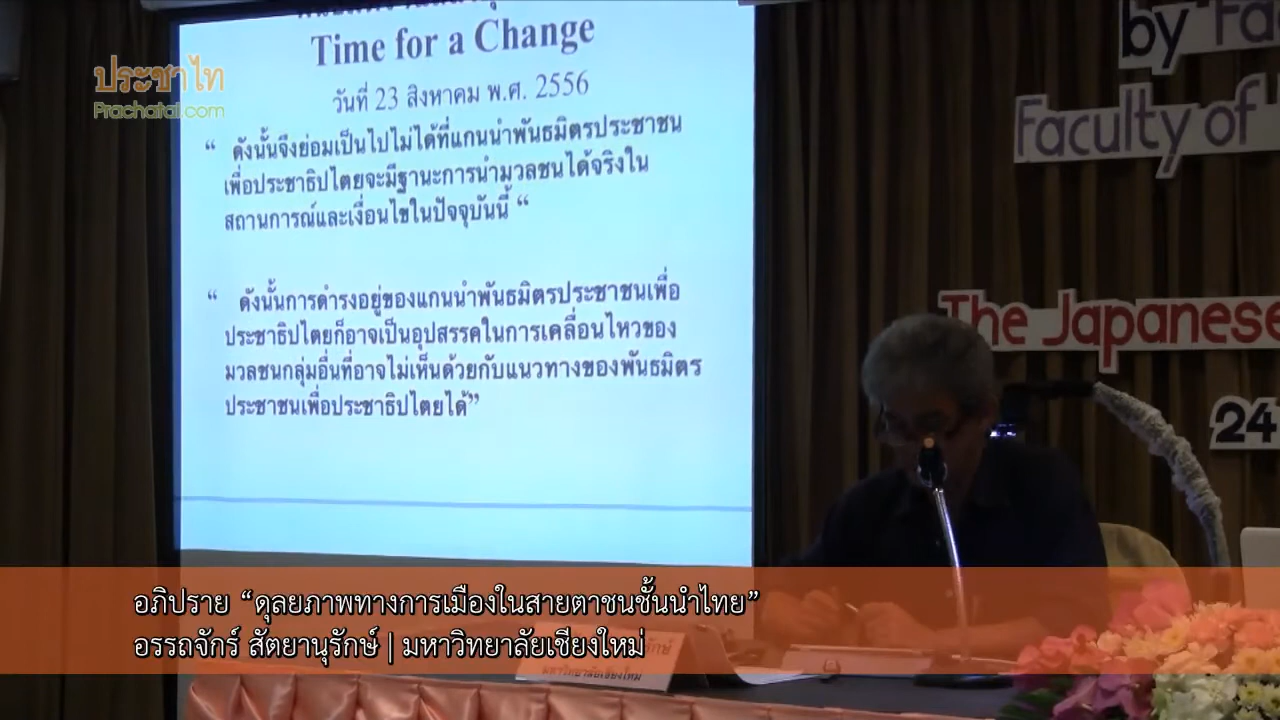 Time for a Change
วันที่ 23 สิงหาคม พ.ศ. 2556
“ ดังนั้นจึงย่อมเป็นไปไม่ได้ที่แกนนำพันธมิตรประชาชน
เพื่อประชาธิปไตยจะมีฐานะการนำมวลชนได้จริงใน
สถานการณ์และเงื่อนไขในปัจจุบันนี้ “
“ ดังนั้นการดำรงอยู่ของแกนนำพันธมิตรประชาชนเพื่อ
ประชาธิปไตยก็อาจเป็นอุปสรรคในการเคลื่อนไหวของ
มวลชนกลุ่มอื่นที่อาจไม่เห็นด้วยกับแนวทางของพันธมิตร
ประชาชนเพื่อประชาธิปไตยได้”
ประชาไท
Prachatai.com
by Fa
Faculty of
The Japanese
24
อภิปราย “ดุลยภาพทางการเมืองในสายตาชนชั้นนำไทย”
อรรถจักร์ สัตยานุรักษ์ | มหาวิทยาลัยเชียงใหม่
มหาวิทยาลัยเชียงใหม่